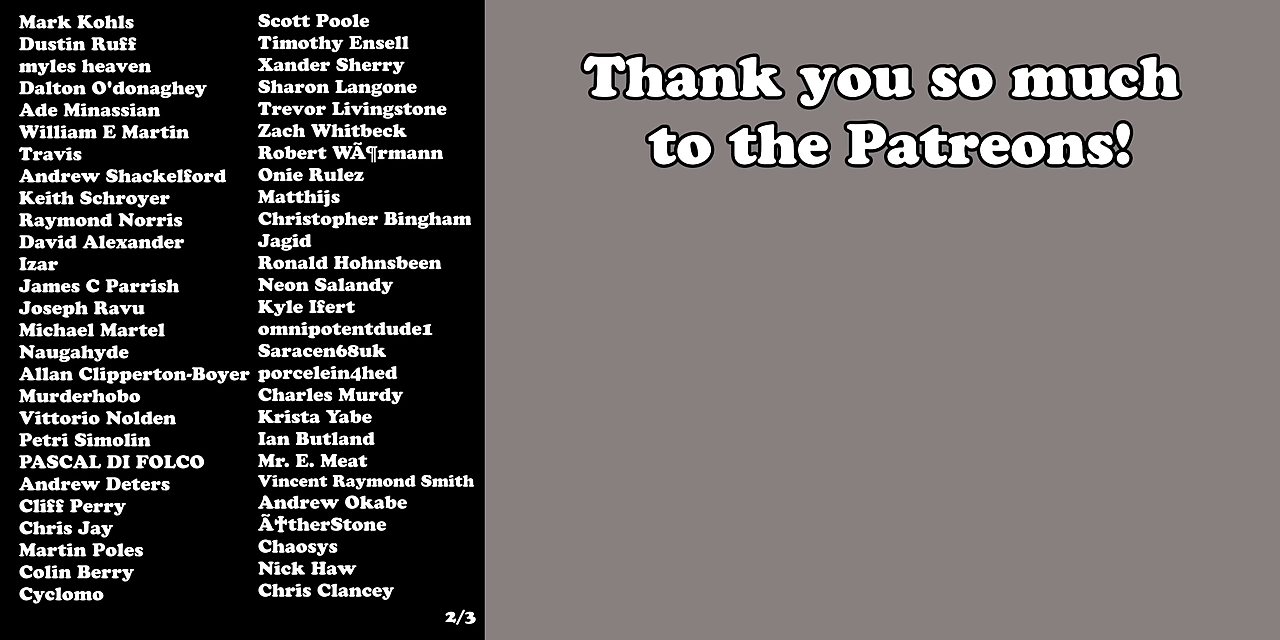 Mark Kohls
Dustin Ruff
myles heaven
Dalton O'donaghey
Ade Minassian
William E Martin
Travis
Andrew Shackelford
Keith Schroyer
Raymond Norris
David Alexander
Izar
James C Parrish
Joseph Ravu
Michael Martel
Naugahyde
Allan Clipperton-Boyer
Murderhobo
Vittorio Nolden
Petri Simolin
PASCAL DI FOLCO
Andrew Deters
Cliff Perry
Chris Jay
Martin Poles
Colin Berry
Cyclomo
Scott Poole
Timothy Ensell
Xander Sherry
Sharon Langone
Trevor Livingstone
Zach Whitbeck
Robert WÃ¶rmann
Onie Rulez
Matthijs
Christopher Bingham
Jagid
Ronald Hohnsbeen
Neon Salandy
Kyle Ifert
omnipotentdude1
Saracen68uk
porcelein4hed
Charles Murdy
Krista Yabe
Ian Butland
Mr. E. Meat
Vincent Raymond Smith
Andrew Okabe
Ã†therStone
Chaosys
Nick Haw
Chris Clancey
2/3
Thank you so much
to the Patreons!